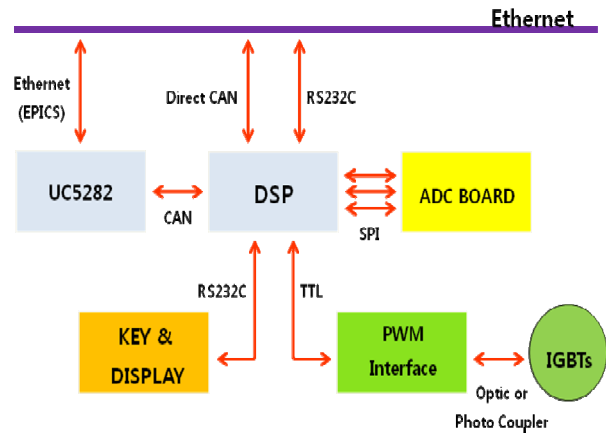 Ethernet
Ethernet
(EPICS)
Direct CAN
RS232C
UC5282
CAN
DSP
SPI
ADC BOARD
RS232C
TTL
KEY &
DISPLAY
PWM
Interface
IGBTs
Optic or
Photo Coupler